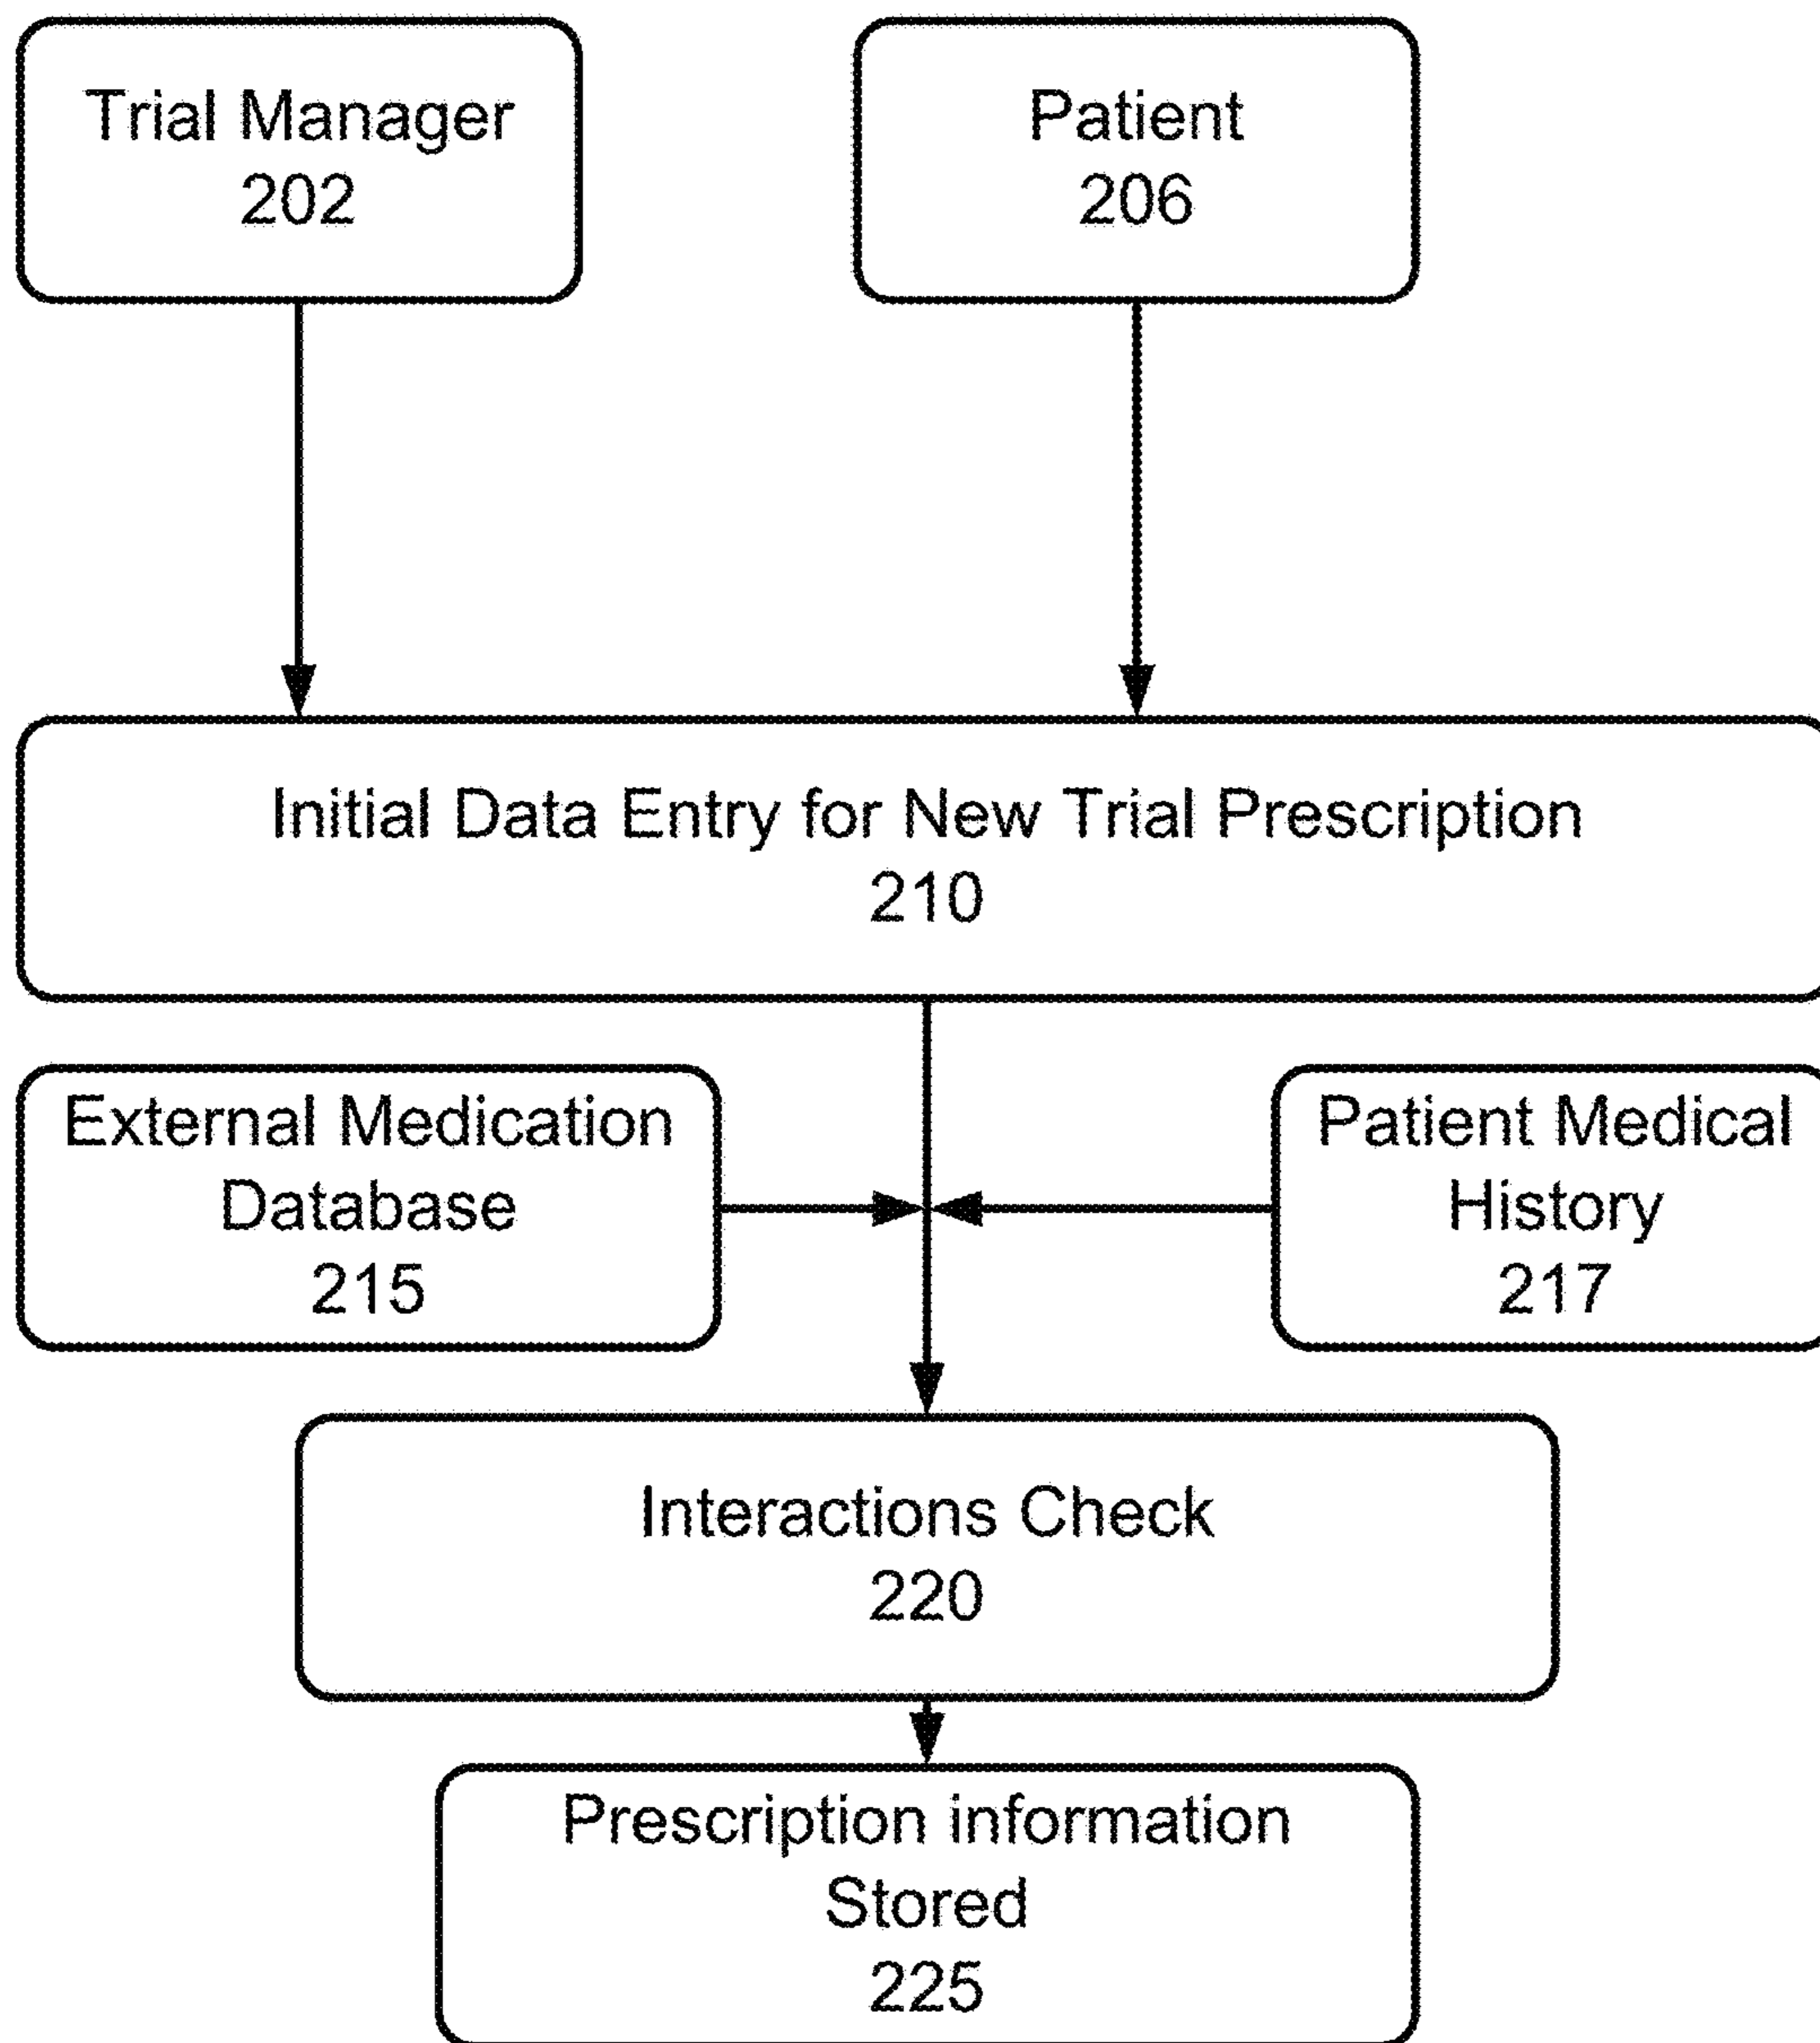 Trial Manager
202
Patient
206
Initial Data Entry for New Trial Prescription
210
External Medication
Database
215
Patient Medical
History
217
Interactions Check
220
Prescription information
Stored
225